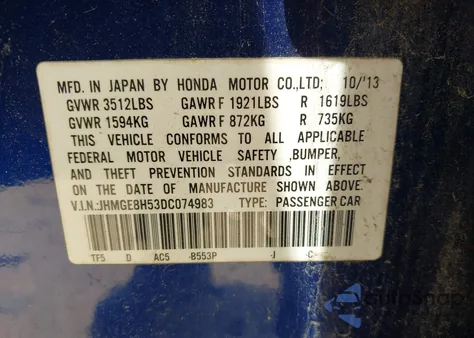 MFD. IN JAPAN BY HONDA MOTOR CO.,LTD; 10/'13
GVWR 3512LBS GAWR F 1921LBS R 1619LBS
GVWR 1594KG GAWR F 872KG R 735KG
THIS VEHICLE CONFORMS TO ALL APPLICABLE
FEDERAL MOTOR VEHICLE SAFETY ,BUMPER,
AND THEFT PREVENTION STANDARDS IN EFFECT
ON THE DATE OF MANUFACTURE SHOWN ABOVE.
V.I.N.:JHMGE8H53DC074983 TYPE: PASSENGER CAR
TF5 D AC5 -B553P -J -C-